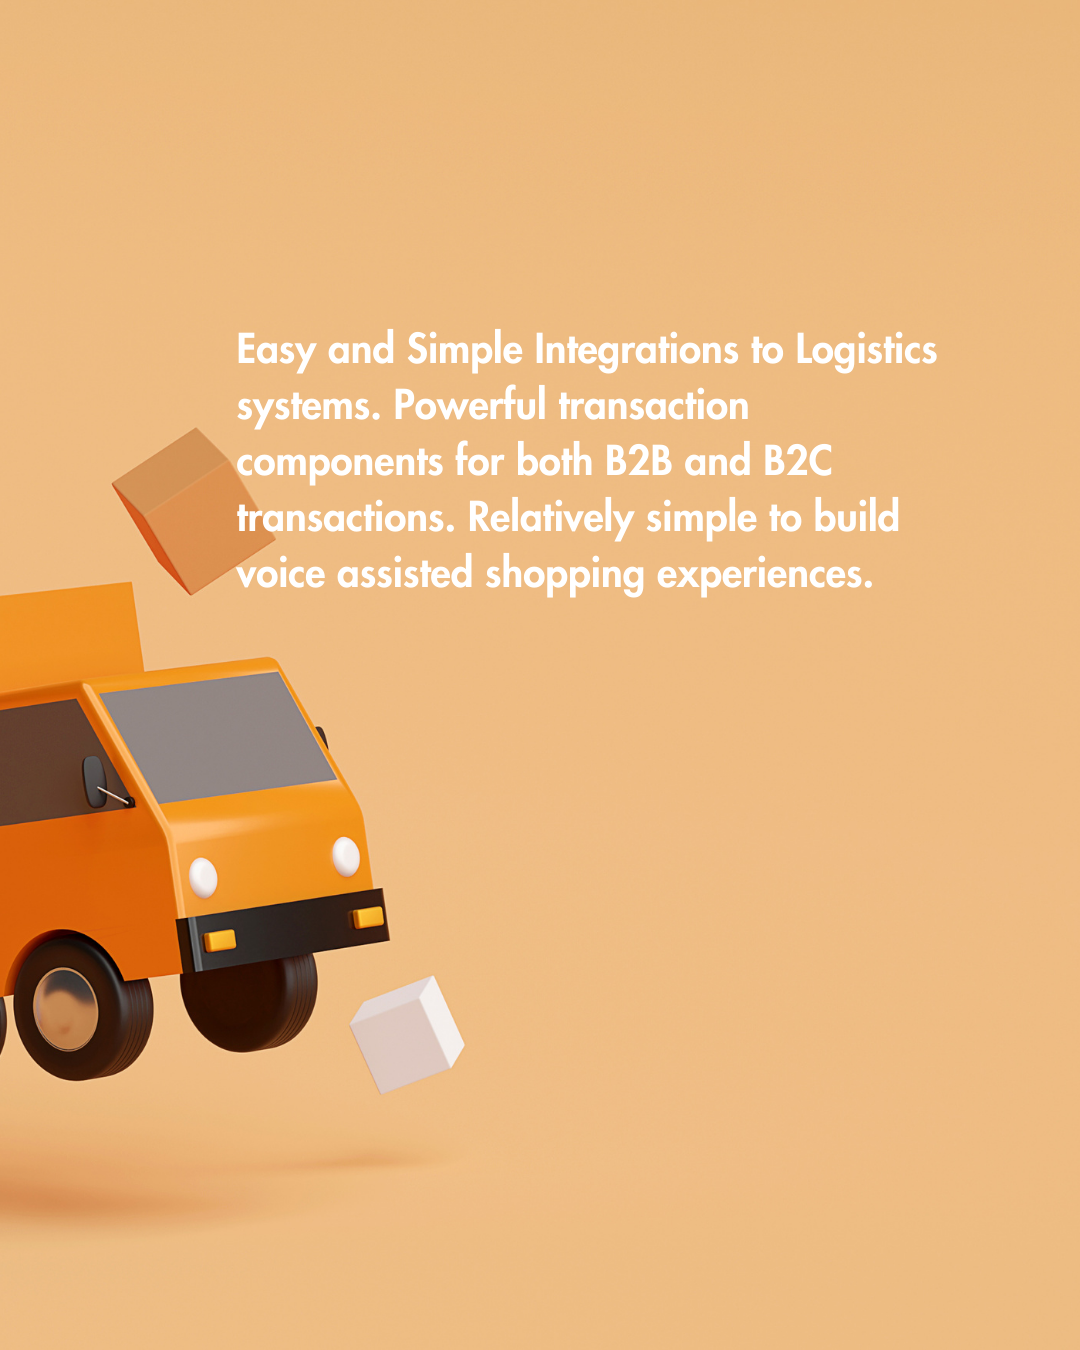 Easy and Simple Integrations to Logistics
systems. Powerful transaction
components for both B2B and B2C
transactions. Relatively simple to build
voice assisted shopping experiences.